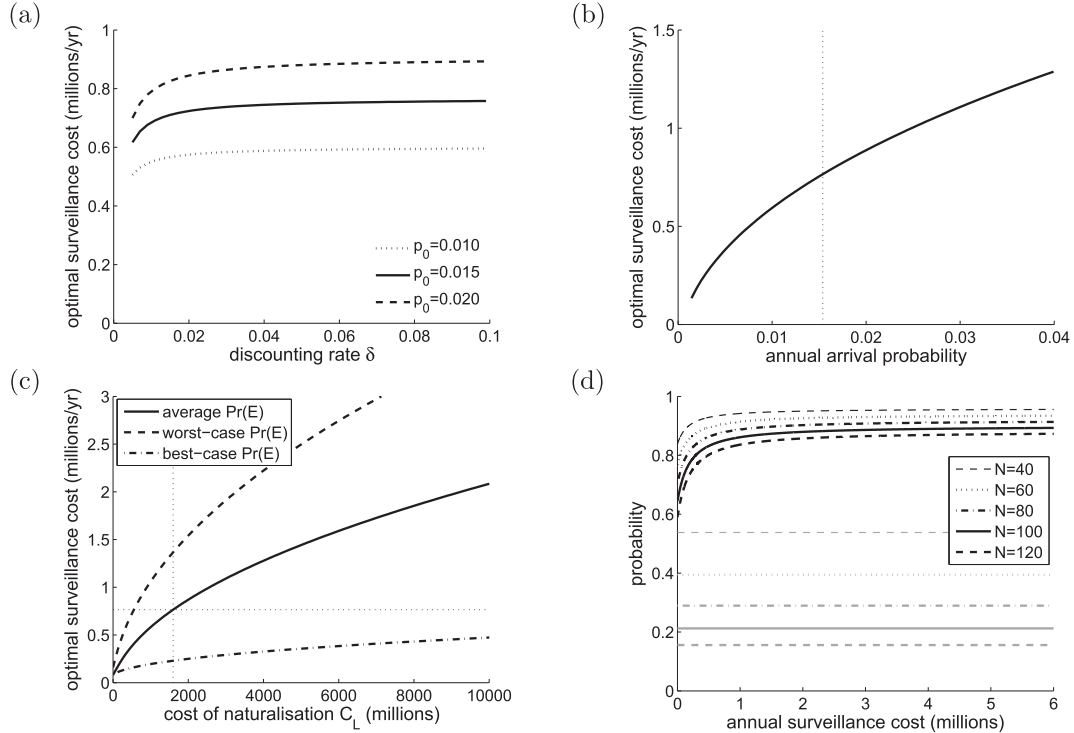 (a)
optimal surveillance cost (millions/yr)
1
0.8
0.6
0.4
0.2
0
0 0.02 0.04 0.06 0.08 0.1
discounting rate δ
p0=0.010
p0=0.015
p0=0.020
(b)
optimal surveillance cost (millions/yr)
1.5
1
0.5
0
0 0.01 0.02 0.03 0.04
annual arrival probability
(c)
optimal surveillance cost (millions/yr)
3
2.5
2
1.5
1
0.5
0
0 2000 4000 6000 8000 10000
cost of naturalisation CL (millions)
average Pr(E)
worst−case Pr(E)
best−case Pr(E)
(d)
probability
1
0.8
0.6
0.4
0.2
0
0 1 2 3 4 5 6
annual surveillance cost (millions)
N=40
N=60
N=80
N=100
N=120